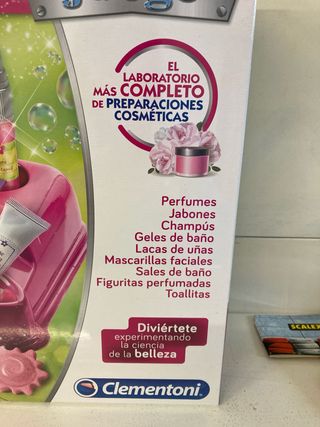 EL
LABORATORIO
MÁS COMPLETO
DE PREPARACIONES
COSMÉTICAS
Perfumes
Jabones
Champús
Geles de baño
Lacas de uñas
Mascarillas faciales
Sales de baño
Figuritas perfumadas
Toallitas
Diviértete
experimentando
la ciencia
de la belleza
Clementoni